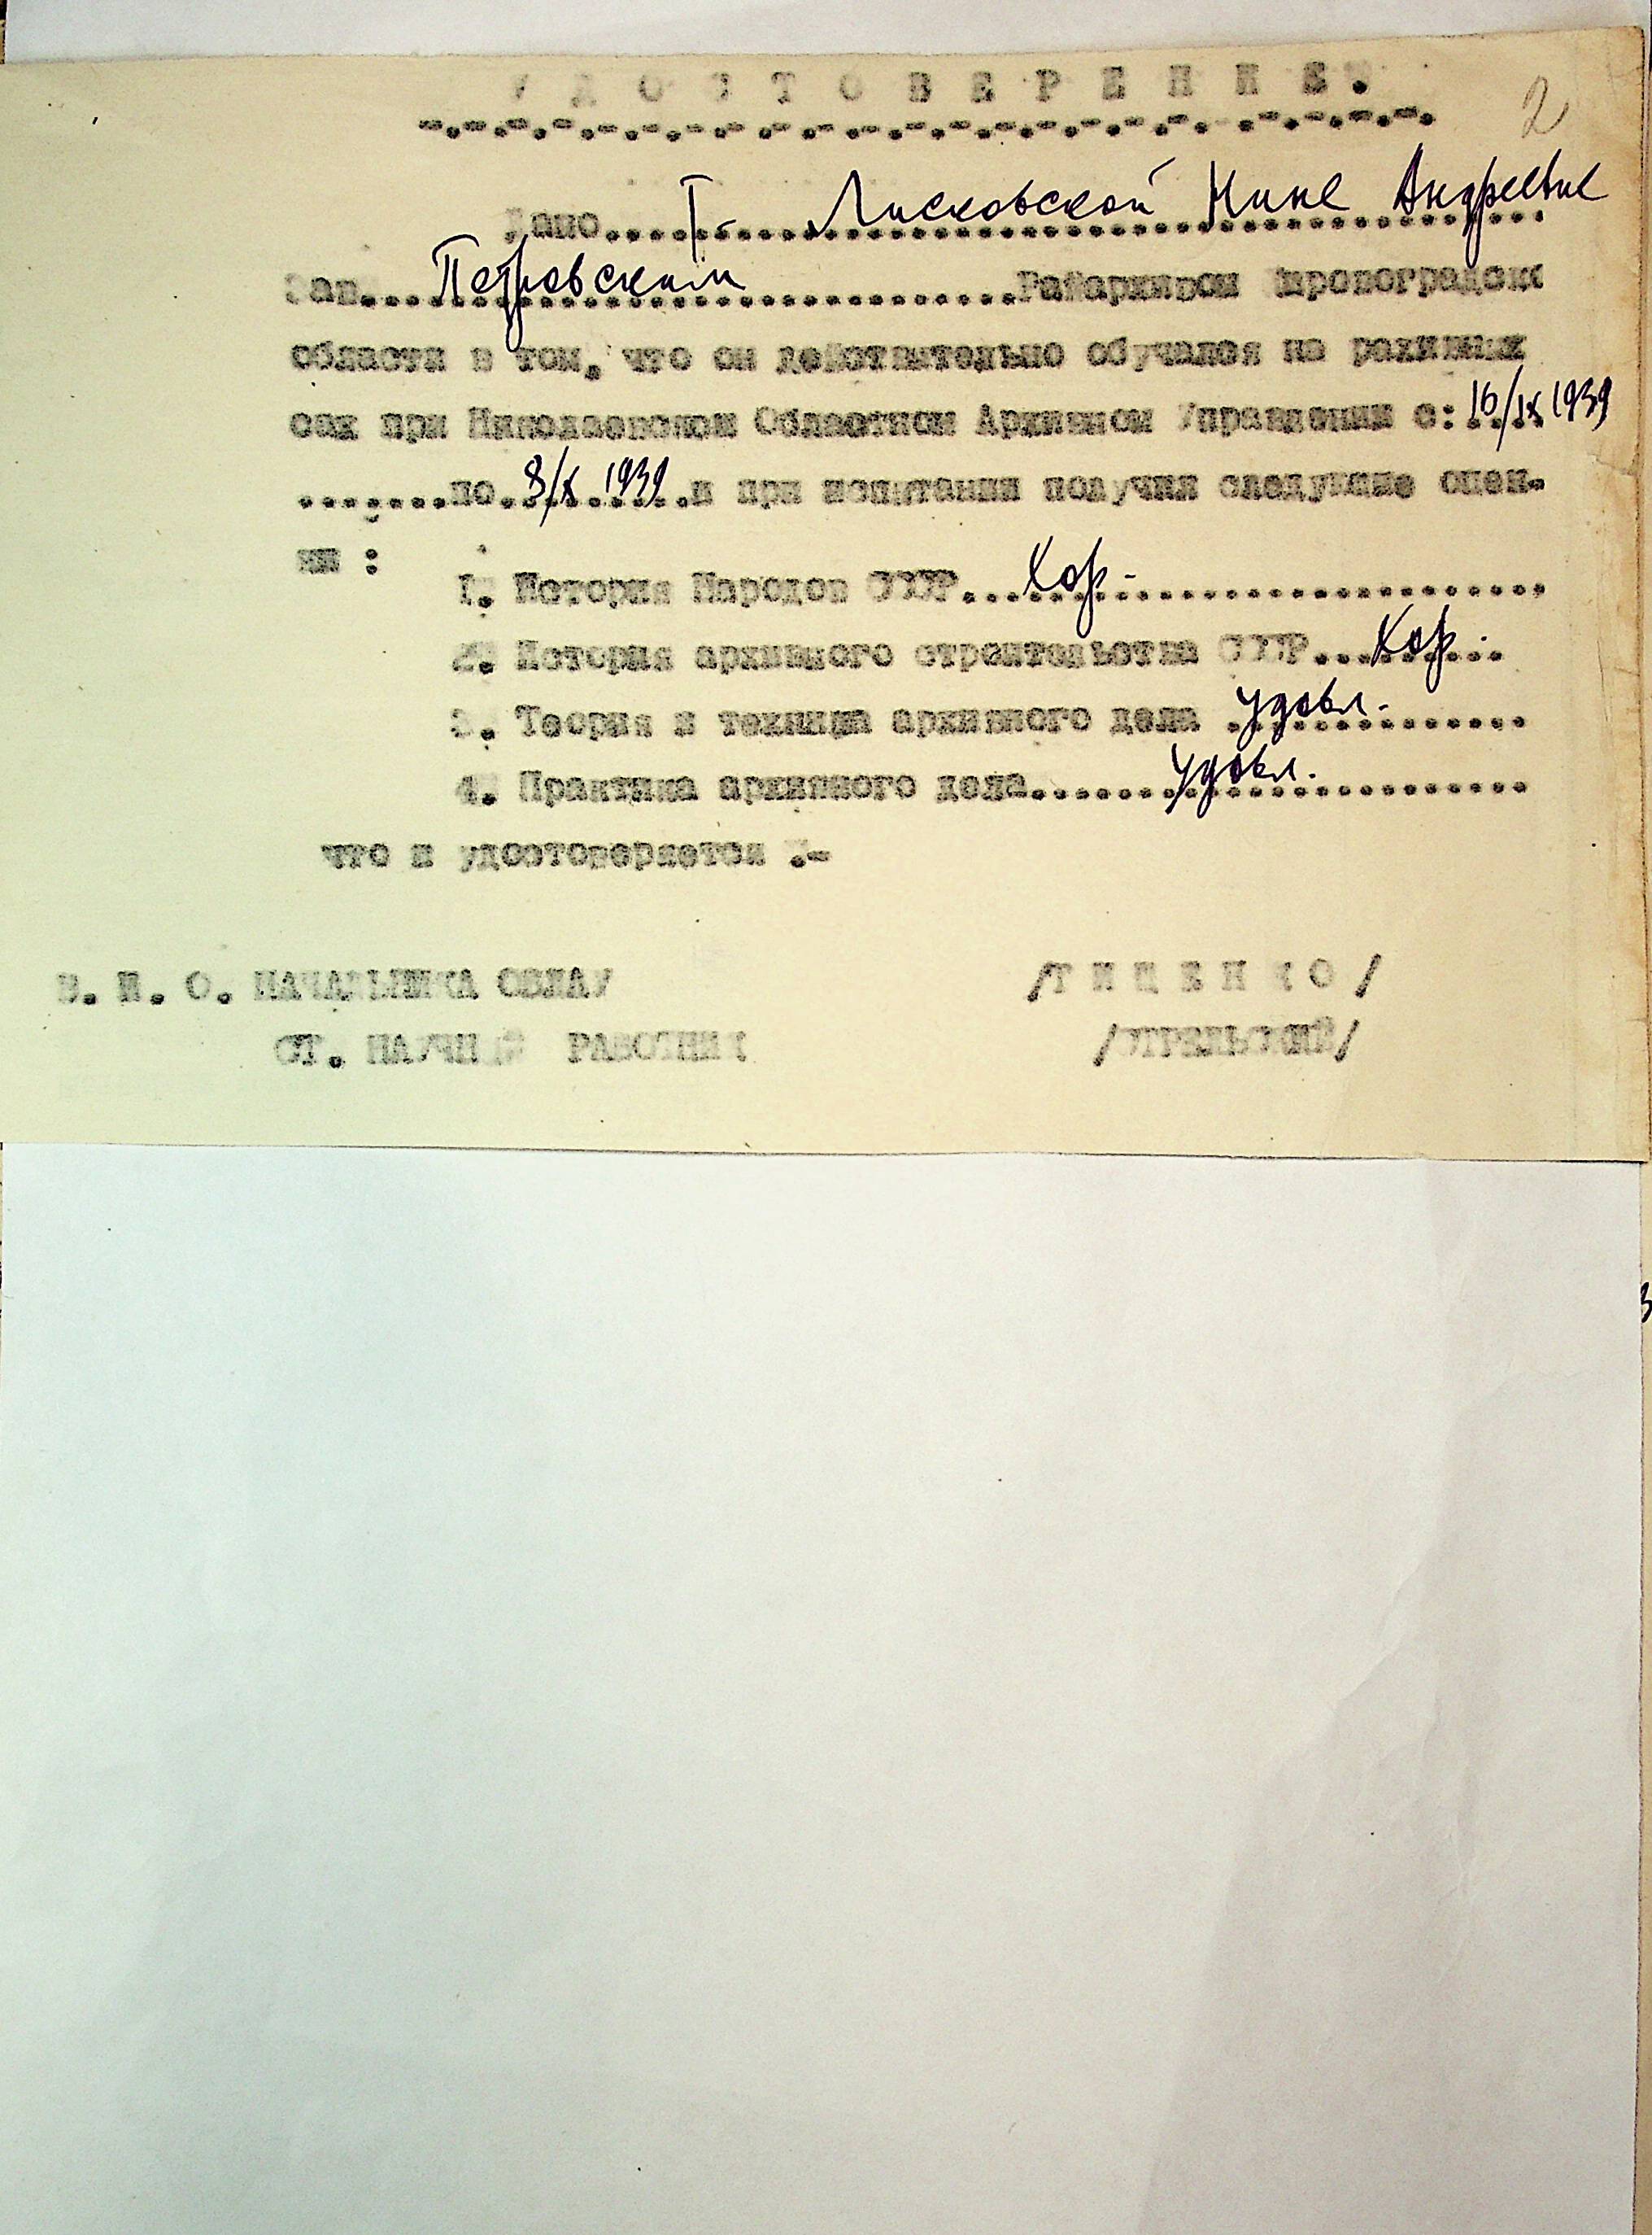 УДОСТОВЕРЕНИЕ.
2
Дано Т. Лисковской Нине Андреевне
Зав. Петровским Райархивом Кировоградск
области в том, что он действительно обучался на
сах при Николаевском Областном Архивном Управлении с: 16/IX 1939
по 8/X 1939 и при испытании получил следующие оцен-
ки :
1. История Народов СССР... Хор.
2. История архивного строительства СССР... Хор.
3. Теория и техника архивного дела удовл.
4. Практика архивного дела... удовл.
что и удостоверяется .-
В. И. О. НАЧАЛЬНИКА ОБЛАУ /ТИЩЕНКО/
СТ. НАУЧНЫЙ РАБОТНИК